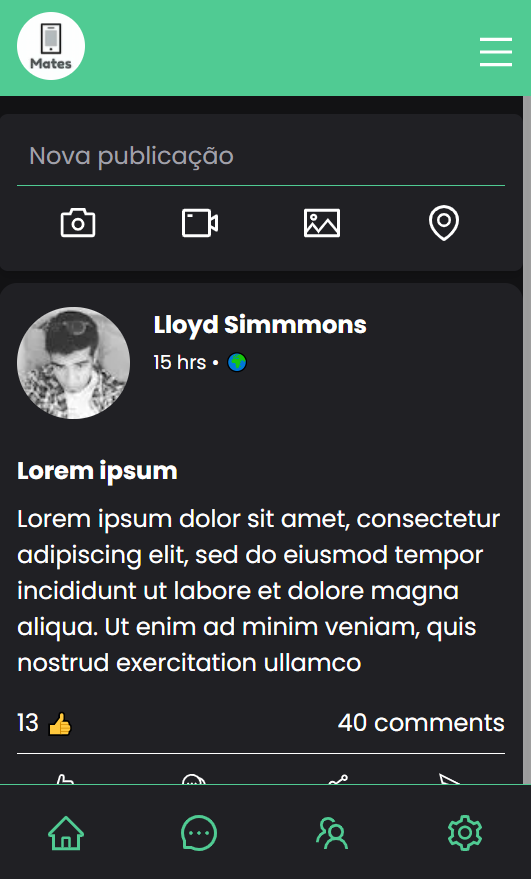 Mates
Nova publicação
Lloyd Simmmons
15 hrs •
Lorem ipsum
Lorem ipsum dolor sit amet, consectetur
adipiscing elit, sed do eiusmod tempor
incididunt ut labore et dolore magna
aliqua. Ut enim ad minim veniam, quis
nostrud exercitation ullamco
13 👍 40 comments